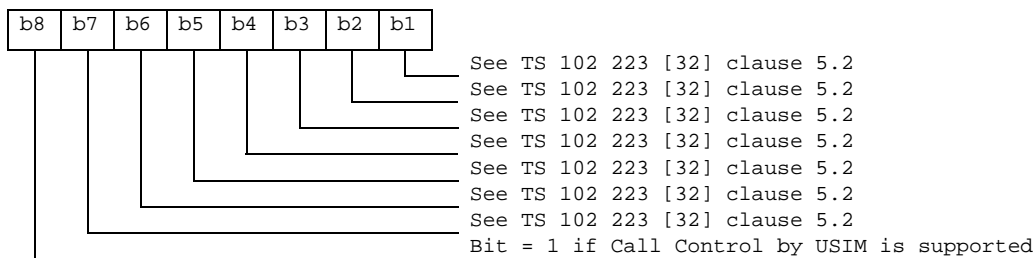 b8 b7 b6 b5 b4 b3 b2 b1
See TS 102 223 [32] clause 5.2
See TS 102 223 [32] clause 5.2
See TS 102 223 [32] clause 5.2
See TS 102 223 [32] clause 5.2
See TS 102 223 [32] clause 5.2
See TS 102 223 [32] clause 5.2
See TS 102 223 [32] clause 5.2
Bit = 1 if Call Control by USIM is supported